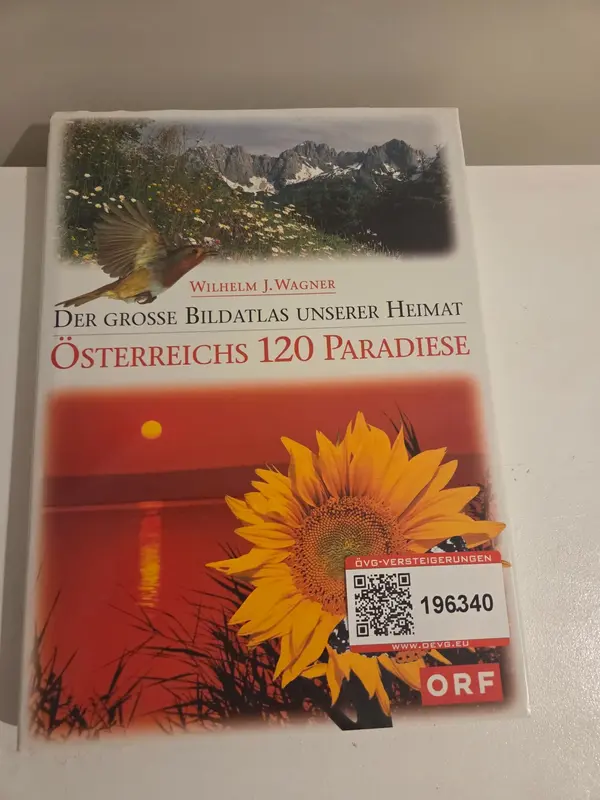 Wilhelm J. Wagner
Der grosse Bildatlas unserer Heimat
Österreichs 120 Paradiese
ÖVG-VERSTEIGERUNGEN
196340
WWW.OEVG.EU
ORF